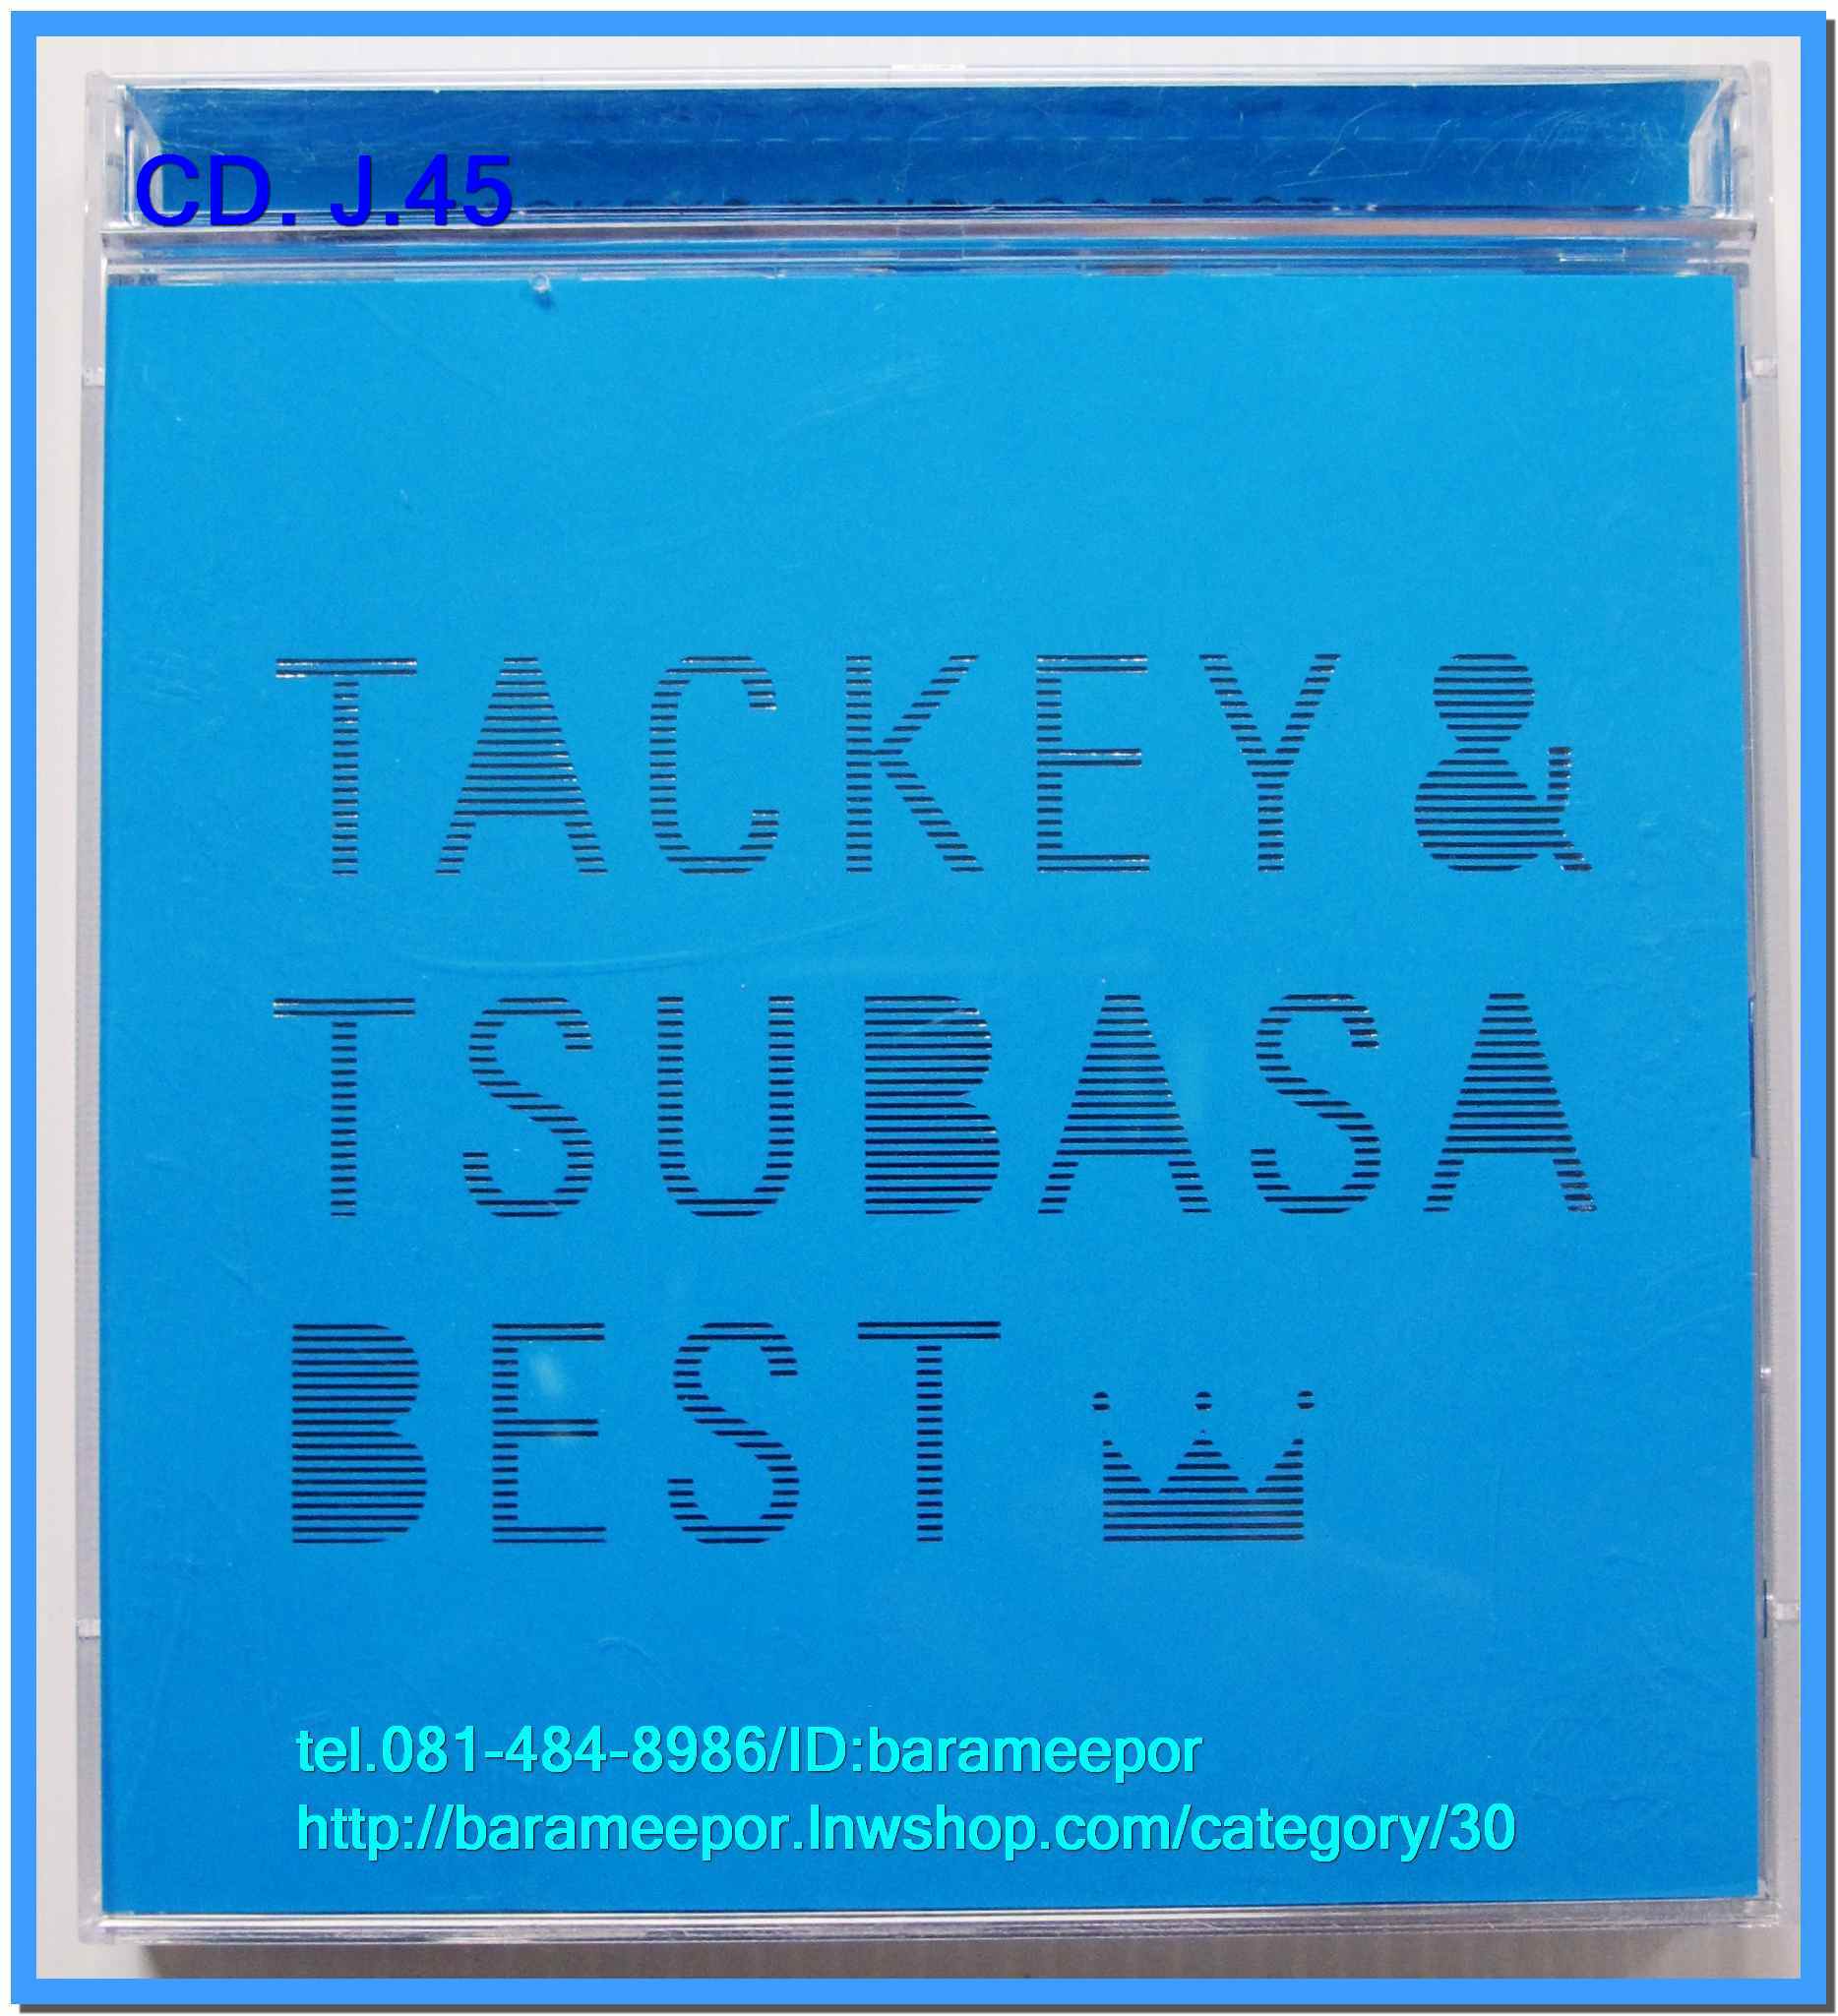 CD. J.45
TACKEY &
TSUBASA
BEST
tel.081-484-8986/ID:barameepor
http://barameepor.lnwshop.com/category/30